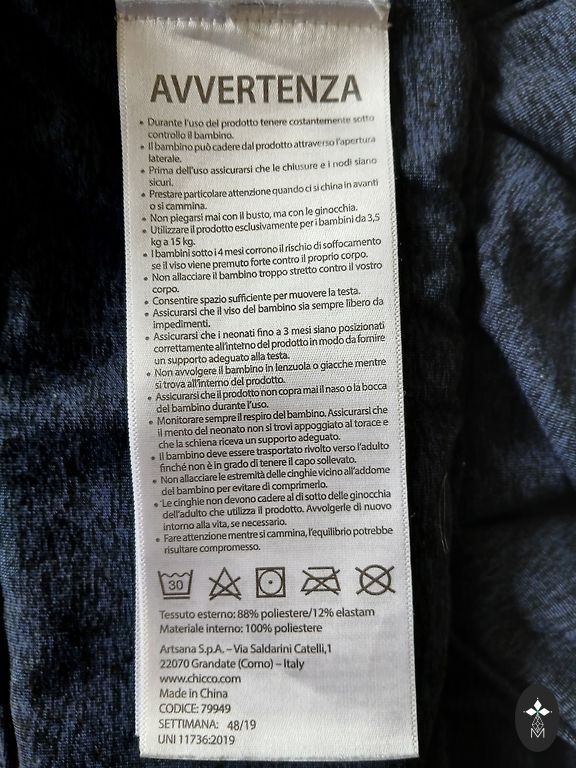 AVVERTENZA
• Durante l'uso del prodotto tenere costantemente sotto
controllo il bambino.
• Il bambino può cadere dal prodotto attraverso l'apertura
laterale.
• Prima dell'uso assicurarsi che le chiusure e i nodi siano
sicuri.
• Prestare particolare attenzione quando ci si china in avanti
o si cammina.
• Non piegarsi mai con il busto, ma con le ginocchia.
• Utilizzare il prodotto esclusivamente per i bambini da 3,5
kg a 15 kg.
• I bambini sotto i 4 mesi corrono il rischio di soffocamento
se il viso viene premuto forte contro il proprio corpo.
• Non allacciare il bambino troppo stretto contro il vostro
corpo.
• Consentire spazio sufficiente per muovere la testa.
• Assicurarsi che il viso del bambino sia sempre libero da
impedimenti.
• Assicurarsi che i neonati fino a 3 mesi siano posizionati
correttamente all'interno del prodotto in modo da fornire
un supporto adeguato alla testa.
• Non avvolgere il bambino in lenzuola o giacche mentre
si trova all'interno del prodotto.
• Assicurarsi che il prodotto non copra mai il naso o la bocca
del bambino durante l'uso.
• Monitorare sempre il respiro del bambino. Assicurarsi che
il mento del neonato non si trovi appoggiato al torace e
che la schiena riceva un supporto adeguato.
• Il bambino deve essere trasportato rivolto verso l'adulto
finché non è in grado di tenere il capo sollevato.
• Non allacciare le estremità delle cinghie vicino all'addome
del bambino per evitare di comprimerlo.
• Le cinghie non devono cadere al di sotto delle ginocchia
dell'adulto che utilizza il prodotto. Avvolgerle di nuovo
intorno alla vita, se necessario.
• Fare attenzione mentre si cammina, l'equilibrio potrebbe
risultare compromesso.
30
Tessuto esterno: 88% poliestere/12% elastam
Materiale interno: 100% poliestere
Artsana S.p.A. – Via Saldarini Catelli,1
22070 Grandate (Como) – Italy
www.chicco.com
Made in China
CODICE: 79949
SETTIMANA: 48/19
UNI 11736:2019
M